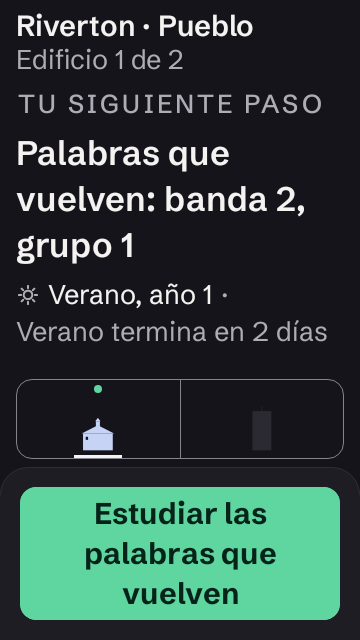 Riverton · Pueblo
Edificio 1 de 2
TU SIGUIENTE PASO
Palabras que
vuelven: banda 2,
grupo 1
Verano, año 1 ·
Verano termina en 2 días
Estudiar las
palabras que
vuelven